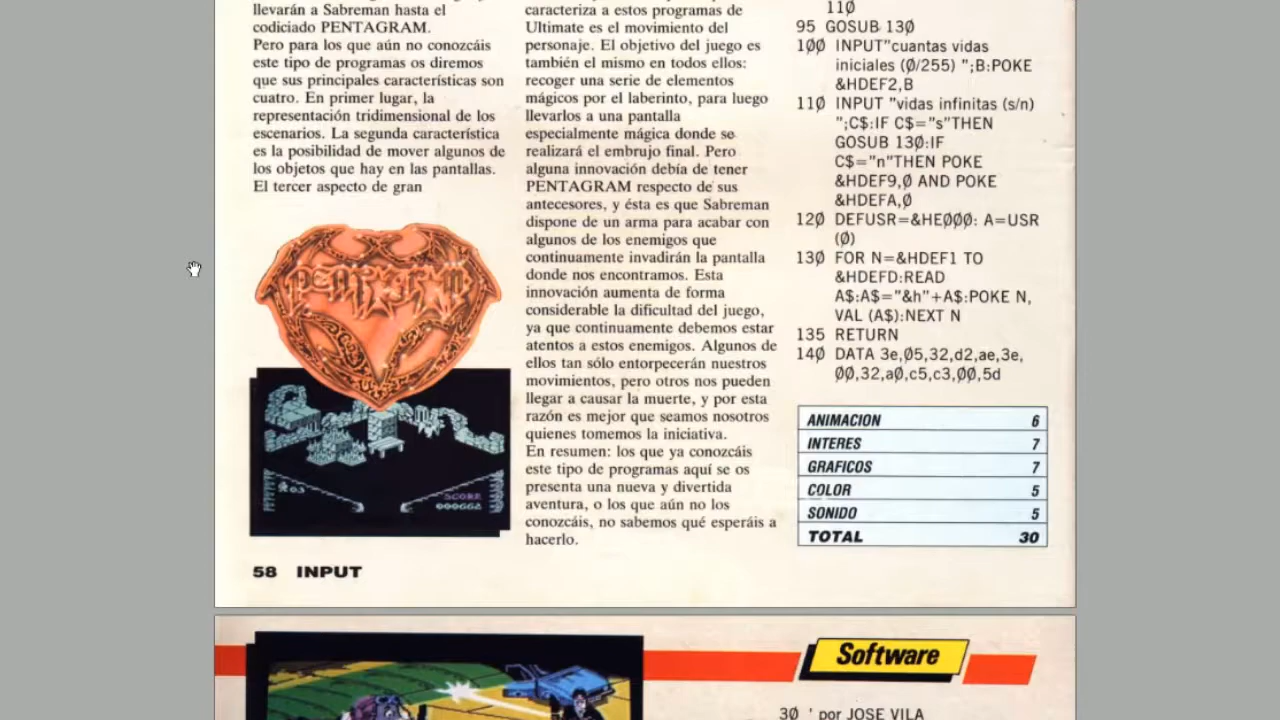 llevarán a Sabreman hasta el
codiciado PENTAGRAM.
Pero para los que aún no conozcáis
este tipo de programas os diremos
que sus principales características son
cuatro. En primer lugar, la
representación tridimensional de los
escenarios. La segunda característica
es la posibilidad de mover algunos de
los objetos que hay en las pantallas.
El tercer aspecto de gran
PENTAGRAM
03
SCORE
000662
58 INPUT
caracteriza a estos programas de
Ultimate es el movimiento del
personaje. El objetivo del juego es
también el mismo en todos ellos:
recoger una serie de elementos
mágicos por el laberinto, para luego
llevarlos a una pantalla
especialmente mágica donde se
realizará el embrujo final. Pero
alguna innovación debía de tener
PENTAGRAM respecto de sus
antecesores, y ésta es que Sabreman
dispone de un arma para acabar con
algunos de los enemigos que
continuamente invadirán la pantalla
donde nos encontramos. Esta
innovación aumenta de forma
considerable la dificultad del juego,
ya que continuamente debemos estar
atentos a estos enemigos. Algunos de
ellos tan sólo entorpecerán nuestros
movimientos, pero otros nos pueden
llegar a causar la muerte, y por esta
razón es mejor que seamos nosotros
quienes tomemos la iniciativa.
En resumen: los que ya conozcáis
este tipo de programas aquí se os
presenta una nueva y divertida
aventura, o los que aún no los
conozcáis, no sabemos qué esperáis a
hacerlo.
11Ø
95 GOSUB 13Ø
1ØØ INPUT"cuantas vidas
iniciales (Ø/255) ";B:POKE
&HDEF2,B
11Ø INPUT "vidas infinitas (s/n)
";C$:IF C$="s"THEN
GOSUB 13Ø:IF
C$="n"THEN POKE
&HDEF9,Ø AND POKE
&HDEFA,Ø
12Ø DEFUSR=&HEØØØ: A=USR
(Ø)
13Ø FOR N=&HDEF1 TO
&HDEFD:READ
A$:A$="&h"+A$:POKE N,
VAL (A$):NEXT N
135 RETURN
14Ø DATA 3e,Ø5,32,d2,ae,3e,
ØØ,32,aØ,c5,c3,ØØ,5d
ANIMACION 6
INTERES 7
GRAFICOS 7
COLOR 5
SONIDO 5
TOTAL 30
Software
3Ø ' por JOSE VILA